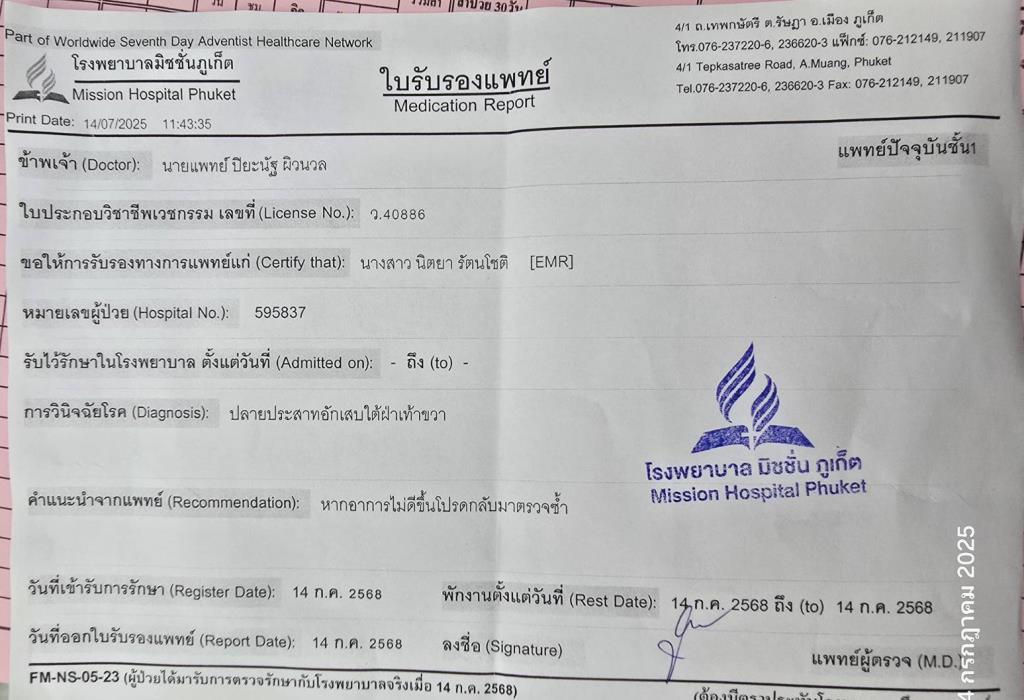 รวมลา ลาป่วย 30วัน
Part of Worldwide Seventh Day Adventist Healthcare Network
โรงพยาบาลมิชชั่นภูเก็ต
Mission Hospital Phuket
Print Date: 14/07/2025 11:43:35
ใบรับรองแพทย์
Medication Report
4/1 ถ.เทพกษัตรี ต.รัษฎา อ.เมือง ภูเก็ต
โทร.076-237220-6, 236620-3 แฟ็กซ์: 076-212149, 211907
4/1 Tepkasatree Road, A.Muang, Phuket
Tel.076-237220-6, 236620-3 Fax: 076-212149, 211907
ข้าพเจ้า (Doctor): นายแพทย์ ปิยะนัฐ ผิวนวล แพทย์ปัจจุบันชั้น1
ใบประกอบวิชาชีพเวชกรรม เลขที่ (License No.): ว.40886
ขอให้การรับรองทางการแพทย์แก่ (Certify that): นางสาว นิตยา รัตนโชติ [EMR]
หมายเลขผู้ป่วย (Hospital No.): 595837
รับไว้รักษาในโรงพยาบาล ตั้งแต่วันที่ (Admitted on): - ถึง (to) -
การวินิจฉัยโรค (Diagnosis): ปลายประสาทอักเสบใต้ฝ่าเท้าขวา
โรงพยาบาล มิชชั่น ภูเก็ต
Mission Hospital Phuket
คำแนะนำจากแพทย์ (Recommendation): หากอาการไม่ดีขึ้นโปรดกลับมาตรวจซ้ำ
วันที่เข้ารับการรักษา (Register Date): 14 ก.ค. 2568 พักงานตั้งแต่วันที่ (Rest Date): 14 ก.ค. 2568 ถึง (to) 14 ก.ค. 2568
วันที่ออกใบรับรองแพทย์ (Report Date): 14 ก.ค. 2568 ลงชื่อ (Signature) แพทย์ผู้ตรวจ (M.D.)
FM-NS-05-23 (ผู้ป่วยได้มารับการตรวจรักษากับโรงพยาบาลจริงเมื่อ 14 ก.ค. 2568)
4 กรกฎาคม 2025